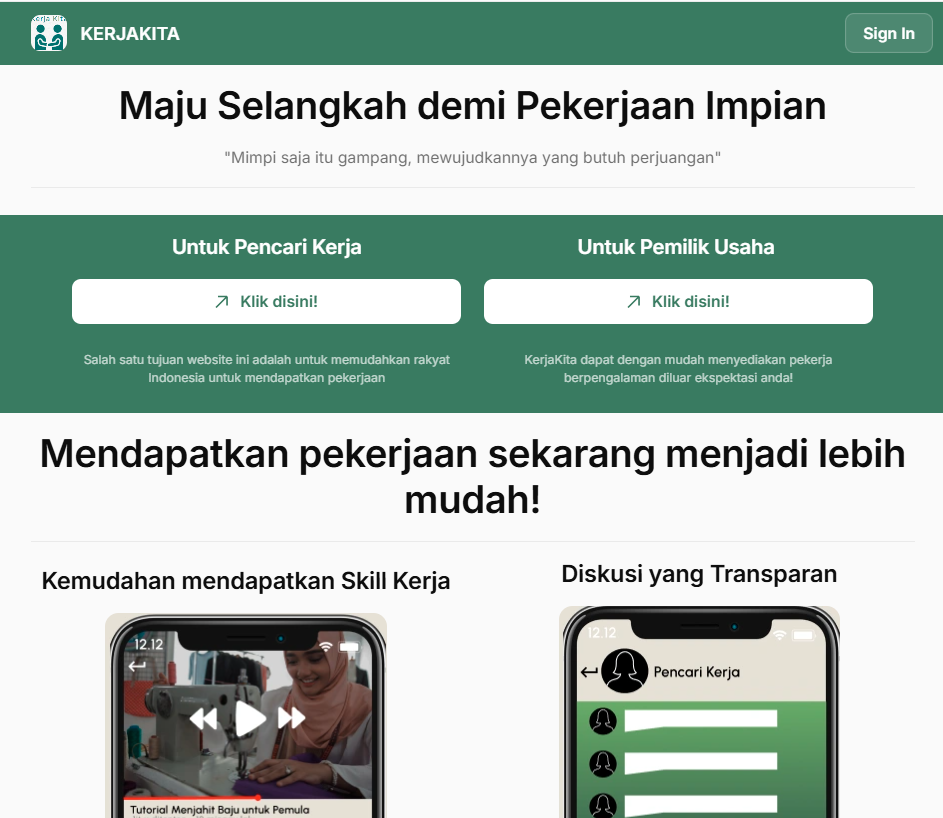 Kerja Kita
KERJAKITA
Sign In
Maju Selangkah demi Pekerjaan Impian
"Mimpi saja itu gampang, mewujudkannya yang butuh perjuangan"
Untuk Pencari Kerja
Klik disini!
Salah satu tujuan website ini adalah untuk memudahkan rakyat
Indonesia untuk mendapatkan pekerjaan
Untuk Pemilik Usaha
Klik disini!
KerjaKita dapat dengan mudah menyediakan pekerja
berpengalaman diluar ekspektasi anda!
Mendapatkan pekerjaan sekarang menjadi lebih
mudah!
Kemudahan mendapatkan Skill Kerja
12.12
Tutorial Menjahit Baju untuk Pemula
Diskusi yang Transparan
12.12
Pencari Kerja